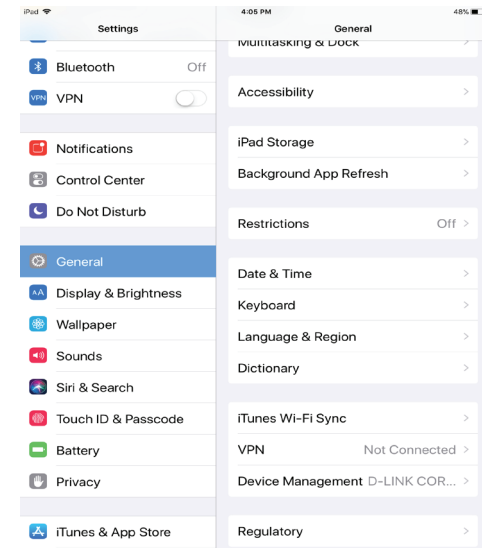 iPad 4:05 PM 48%
Settings
General
Multitasking & Dock
Bluetooth Off
VPN
VPN
Notifications
Control Center
Do Not Disturb
General
AA Display & Brightness
Wallpaper
Sounds
Siri & Search
Touch ID & Passcode
Battery
Privacy
iTunes & App Store
Accessibility
iPad Storage
Background App Refresh
Restrictions Off
Date & Time
Keyboard
Language & Region
Dictionary
iTunes Wi-Fi Sync
VPN Not Connected
Device Management D-LINK COR...
Regulatory